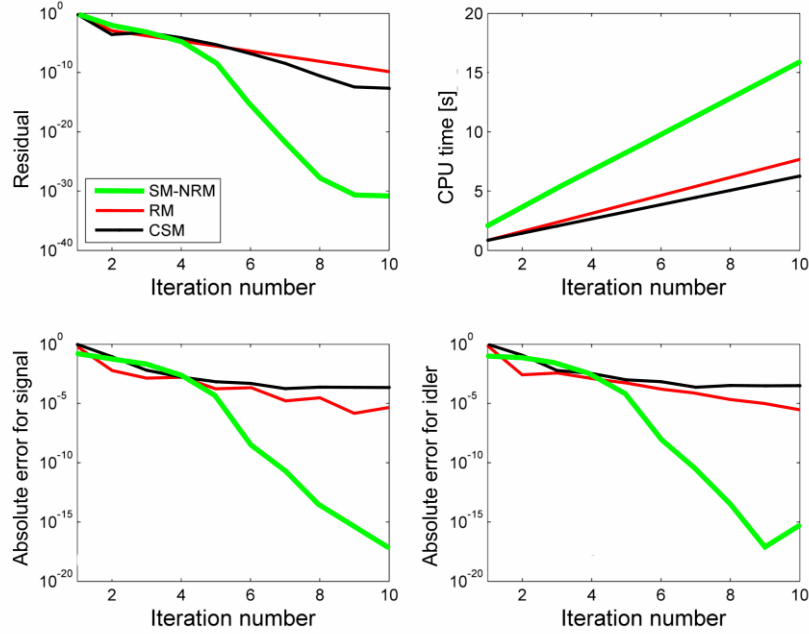 Residual
10^0
10^-10
10^-20
10^-30
10^-40
SM-NRM
RM
CSM
2 4 6 8 10
Iteration number
CPU time [s]
20
15
10
5
0
2 4 6 8 10
Iteration number
Absolute error for signal
10^0
10^-5
10^-10
10^-15
10^-20
2 4 6 8 10
Iteration number
Absolute error for idler
10^0
10^-5
10^-10
10^-15
10^-20
2 4 6 8 10
Iteration number